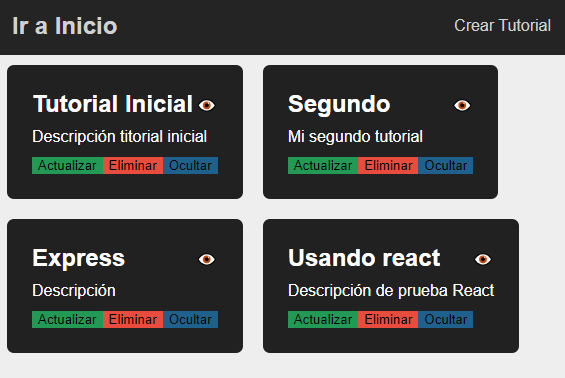 Ir a Inicio
Crear Tutorial
Tutorial Inicial
Descripción titorial inicial
Actualizar Eliminar Ocultar
Segundo
Mi segundo tutorial
Actualizar Eliminar Ocultar
Express
Descripción
Actualizar Eliminar Ocultar
Usando react
Descripción de prueba React
Actualizar Eliminar Ocultar